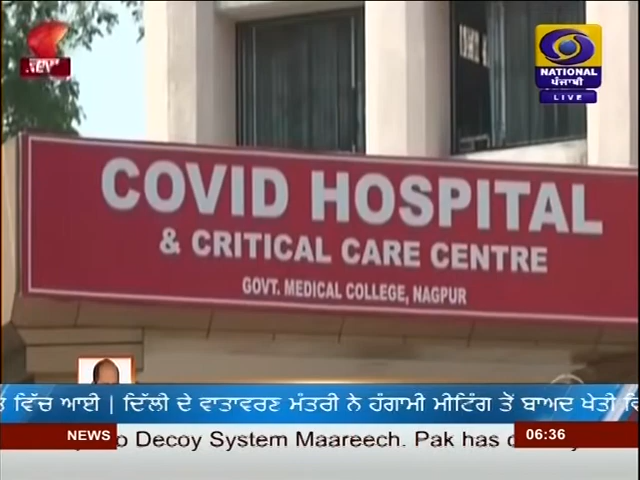 NATIONAL
ਪੰਜਾਬੀ
LIVE
COVID HOSPITAL
& CRITICAL CARE CENTRE
GOVT. MEDICAL COLLEGE, NAGPUR
ਵਿੱਚ ਆਈ | ਦਿੱਲੀ ਦੇ ਵਾਤਾਵਰਣ ਮੰਤਰੀ ਨੇ ਹੰਗਾਮੀ ਮੀਟਿੰਗ ਤੋਂ ਬਾਅਦ ਖੇਤੀ
NEWS
Decoy System Maareech. Pak has
06:36